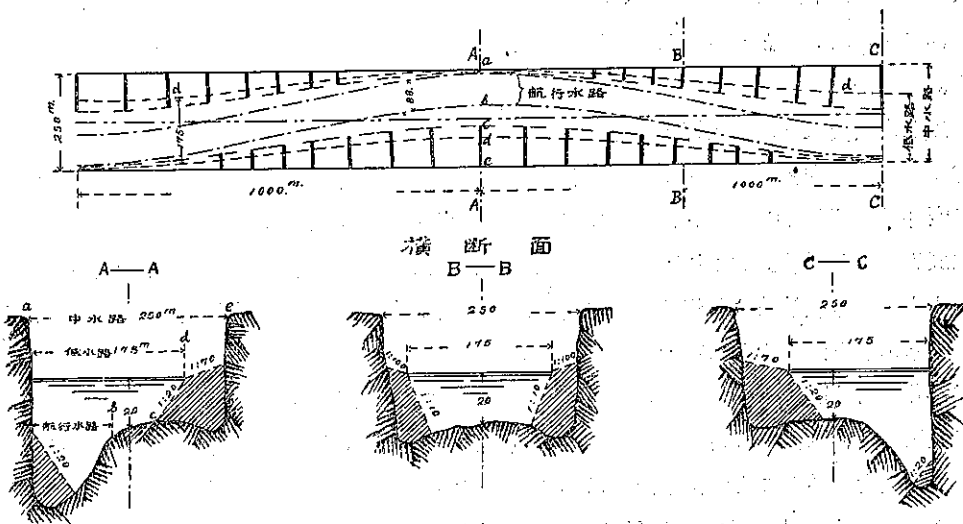 A B C
a
d d
250m 175 88m 航行水路 低水路 中水路
b
c
d
e
1000m. 1000m.
A B' C
横断面
A — A
B — B
C — C
a e
中水路 250m
d
低水路 175m
1:70
1:20
b 20 c
航行水路
1:20
250
175
1:100 1:100
20
1:10 1:10
250
175
1:70
1:20
20
1:20